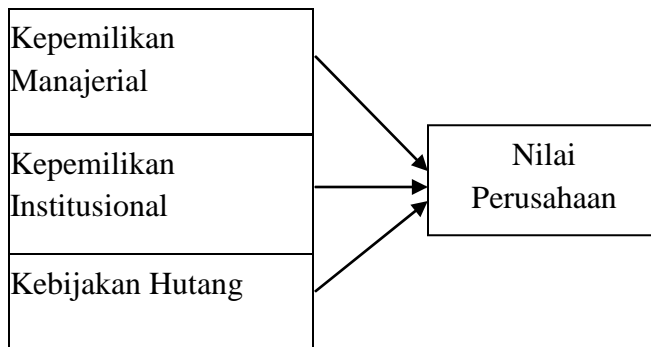 Kepemilikan
Manajerial
Kepemilikan
Institusional
Kebijakan Hutang
Nilai
Perusahaan